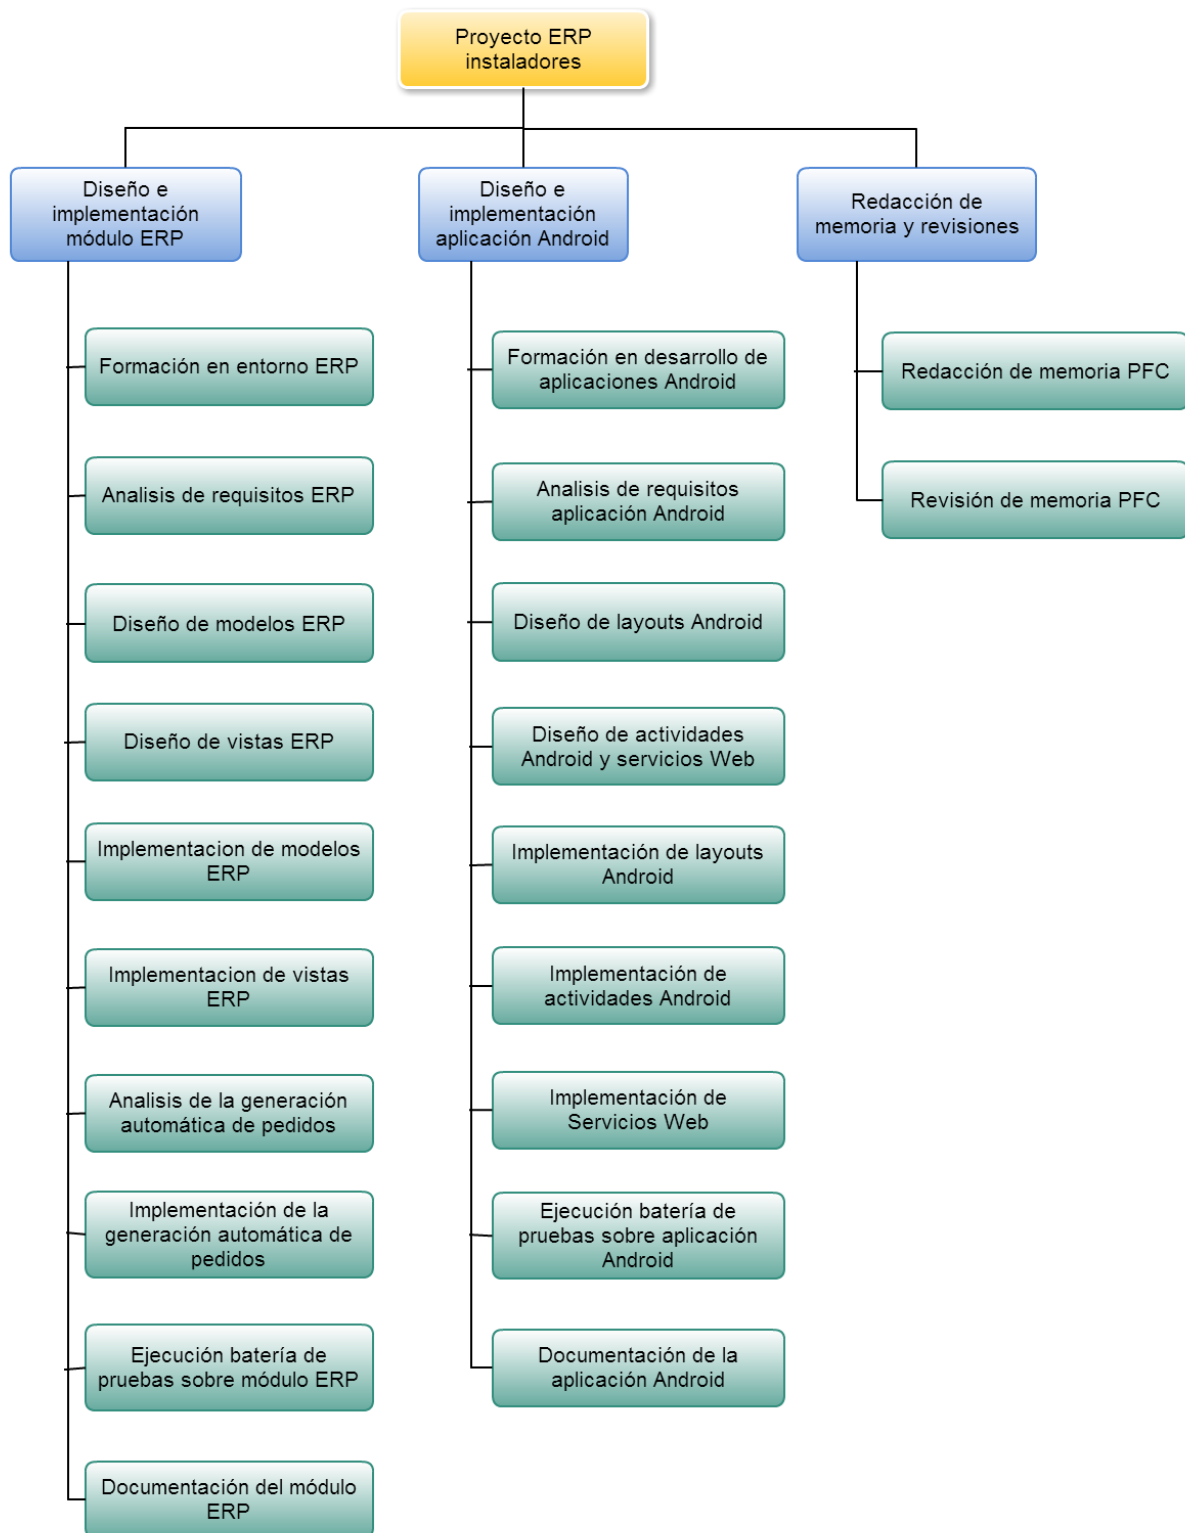 Proyecto ERP
instaladores
Diseño e
implementación
módulo ERP
Diseño e
implementación
aplicación Android
Redacción de
memoria y revisiones
Formación en entorno ERP
Analisis de requisitos ERP
Diseño de modelos ERP
Diseño de vistas ERP
Implementacion de modelos
ERP
Implementacion de vistas
ERP
Analisis de la generación
automática de pedidos
Implementación de la
generación automática de
pedidos
Ejecución batería de
pruebas sobre módulo ERP
Documentación del módulo
ERP
Formación en desarrollo de
aplicaciones Android
Analisis de requisitos
aplicación Android
Diseño de layouts Android
Diseño de actividades
Android y servicios Web
Implementación de layouts
Android
Implementación de
actividades Android
Implementación de
Servicios Web
Ejecución batería de
pruebas sobre aplicación
Android
Documentación de la
aplicación Android
Redacción de memoria PFC
Revisión de memoria PFC